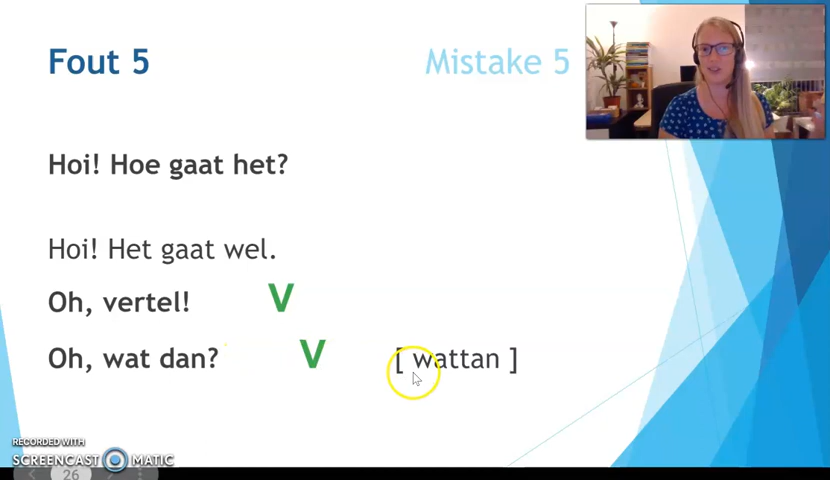 Fout 5
Mistake 5
Hoi! Hoe gaat het?
Hoi! Het gaat wel.
Oh, vertel! V
Oh, wat dan? V [ wattan ]
RECORDED WITH
SCREENCAST MATIC
26